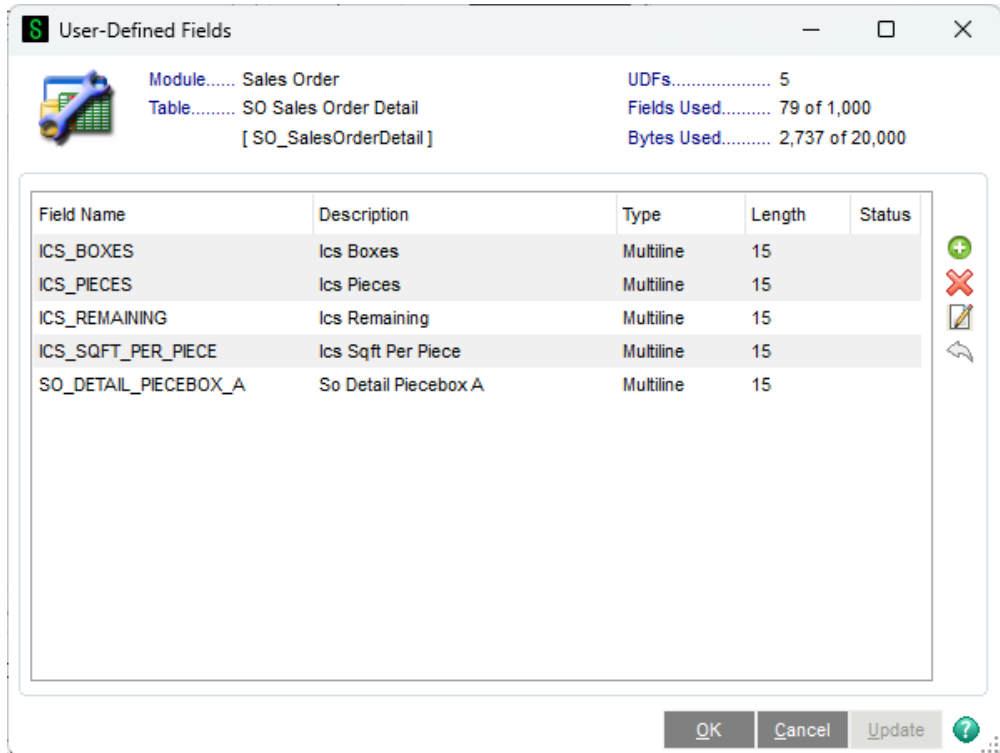 S User-Defined Fields
Module...... Sales Order
UDFs................... 5
Table......... SO Sales Order Detail
Fields Used.......... 79 of 1,000
[ SO_SalesOrderDetail ]
Bytes Used.......... 2,737 of 20,000
Field Name Description Type Length Status
ICS_BOXES Ics Boxes Multiline 15
ICS_PIECES Ics Pieces Multiline 15
ICS_REMAINING Ics Remaining Multiline 15
ICS_SQFT_PER_PIECE Ics Sqft Per Piece Multiline 15
SO_DETAIL_PIECEBOX_A So Detail Piecebox A Multiline 15
OK Cancel Update ?